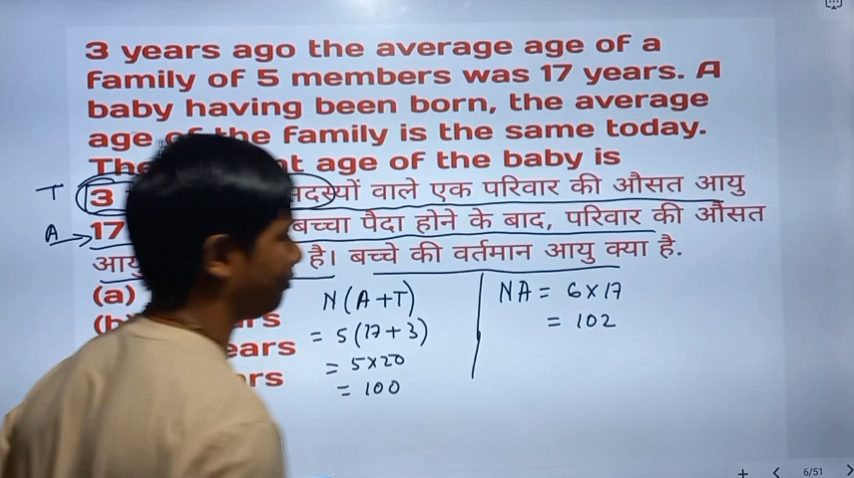 3 years ago the average age of a
family of 5 members was 17 years. A
baby having been born, the average
age of the family is the same today.
The age of the baby is
T 3 सदस्यों वाले एक परिवार की औसत आयु
A 17 बच्चा पैदा होने के बाद, परिवार की औसत
है। बच्चे की वर्तमान आयु क्या है.
(a)
(b)
N(A+T)
= 5(17+3)
= 5×20
= 100
NA = 6×17
= 102
6/51